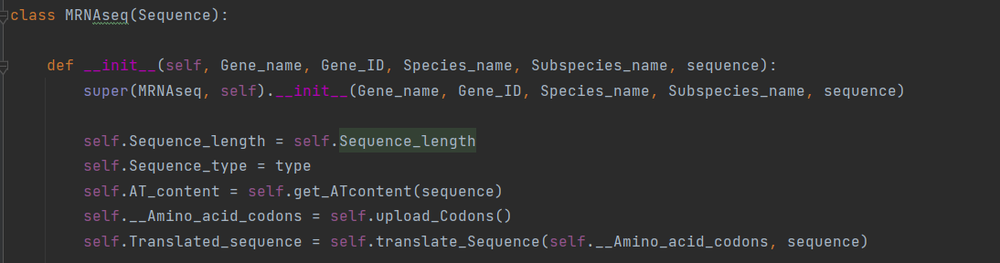 class MRNAseq(Sequence):
def __init__(self, Gene_name, Gene_ID, Species_name, Subspecies_name, sequence):
super(MRNAseq, self).__init__(Gene_name, Gene_ID, Species_name, Subspecies_name, sequence)
self.Sequence_length = self.Sequence_length
self.Sequence_type = type
self.AT_content = self.get_ATcontent(sequence)
self.__Amino_acid_codons = self.upload_Codons()
self.Translated_sequence = self.translate_Sequence(self.__Amino_acid_codons, sequence)